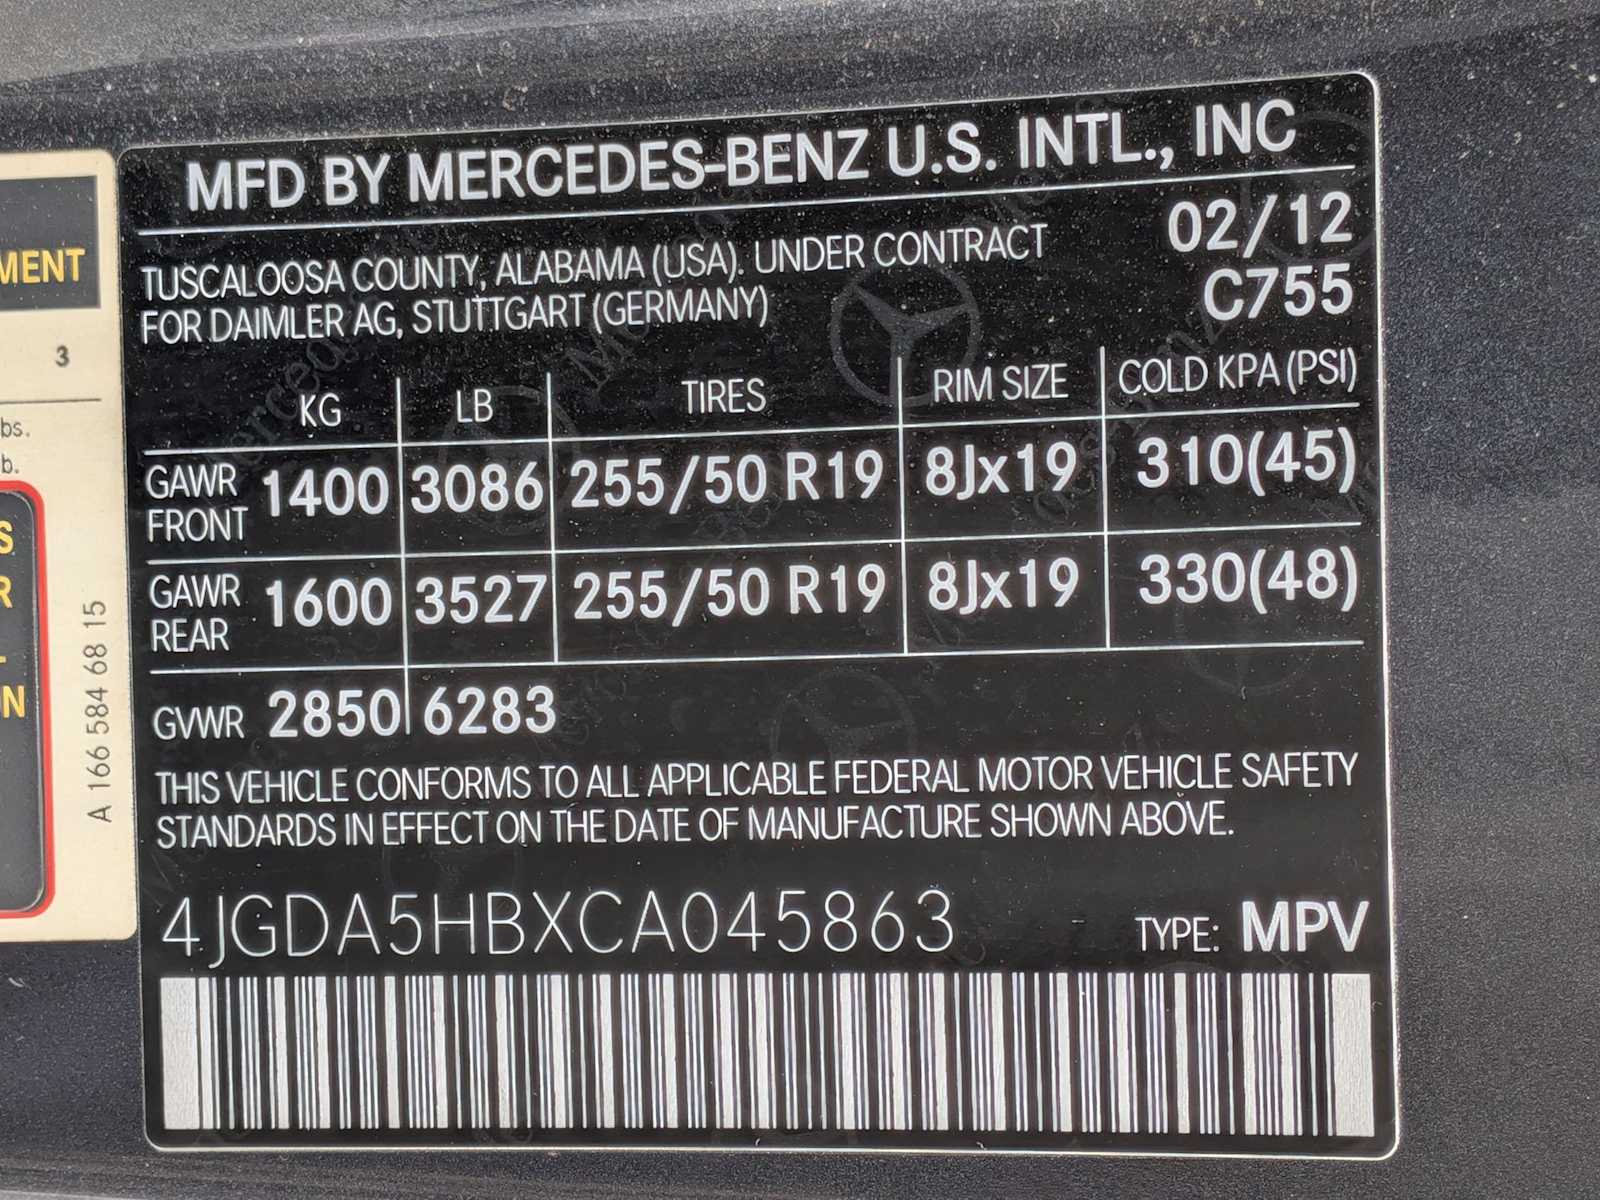 MFD BY MERCEDES-BENZ U.S. INTL., INC
TUSCALOOSA COUNTY, ALABAMA (USA). UNDER CONTRACT
FOR DAIMLER AG, STUTTGART (GERMANY)
02/12
C755
KG LB TIRES RIM SIZE COLD KPA (PSI)
GAWR FRONT 1400 3086 255/50 R19 8Jx19 310(45)
GAWR REAR 1600 3527 255/50 R19 8Jx19 330(48)
GVWR 2850 6283
THIS VEHICLE CONFORMS TO ALL APPLICABLE FEDERAL MOTOR VEHICLE SAFETY
STANDARDS IN EFFECT ON THE DATE OF MANUFACTURE SHOWN ABOVE.
4JGDA5HBXCA045863 TYPE: MPV
MENT
3
bs.
b.
S
R
N
A 166 584 68 15